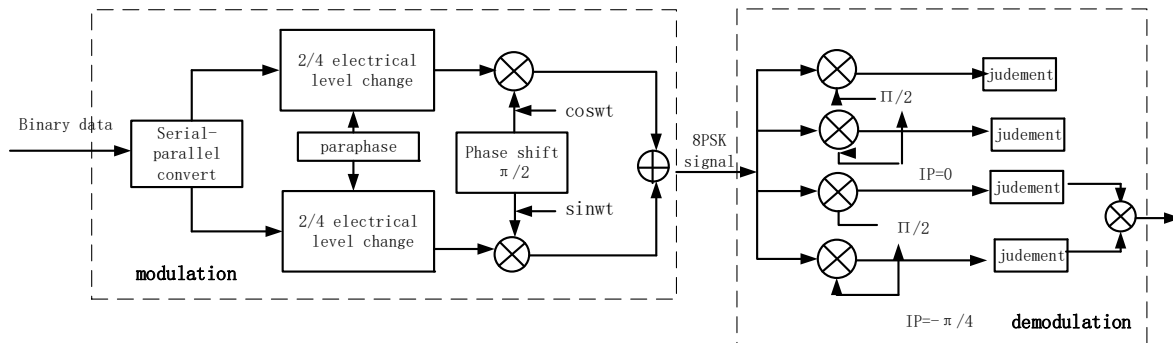 Binary data
Serial-
parallel
convert
2/4 electrical
level change
paraphase
2/4 electrical
level change
coswt
Phase shift
π/2
sinwt
modulation
8PSK
signal
judement
Π/2
judement
IP=0
judement
Π/2
judement
IP=-π/4
demodulation